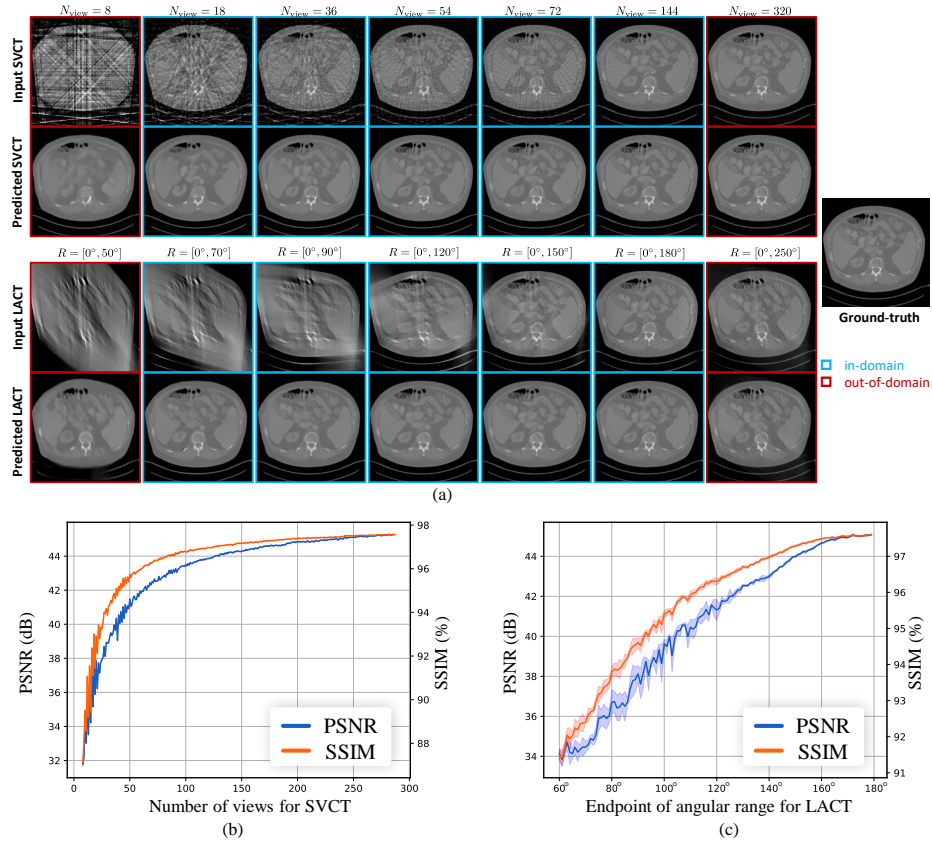 N_view = 8 N_view = 18 N_view = 36 N_view = 54 N_view = 72 N_view = 144 N_view = 320
Input SVCT
Predicted SVCT
R = [0°, 50°] R = [0°, 70°] R = [0°, 90°] R = [0°, 120°] R = [0°, 150°] R = [0°, 180°] R = [0°, 250°]
Input LACT
Predicted LACT
Ground-truth
in-domain
out-of-domain
(a)
PSNR (dB)
44
42
40
38
36
34
32
98
96
94
92
90
88
SSIM (%)
PSNR
SSIM
0 50 100 150 200 250 300
Number of views for SVCT
(b)
PSNR (dB)
44
42
40
38
36
34
97
96
95
94
93
92
91
SSIM (%)
PSNR
SSIM
60° 80° 100° 120° 140° 160° 180°
Endpoint of angular range for LACT
(c)